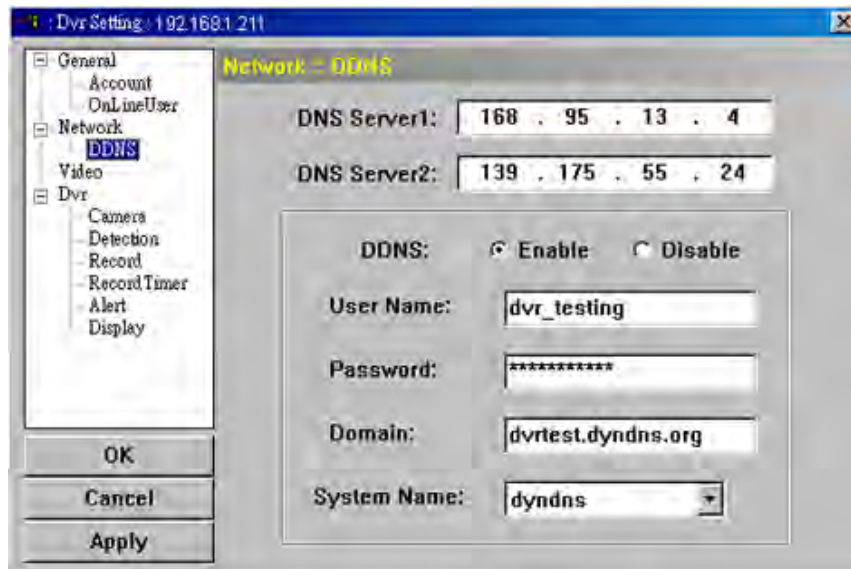 : Dvr Setting : 192.168.1.211
General
Account
OnLineUser
Network
DDNS
Video
Dvr
Camera
Detection
Record
RecordTimer
Alert
Display
OK
Cancel
Apply
Network :: DDNS
DNS Server1: 168 . 95 . 13 . 4
DNS Server2: 139 . 175 . 55 . 24
DDNS: Enable Disable
User Name: dvr_testing
Password: ***********
Domain: dvrtest.dyndns.org
System Name: dyndns